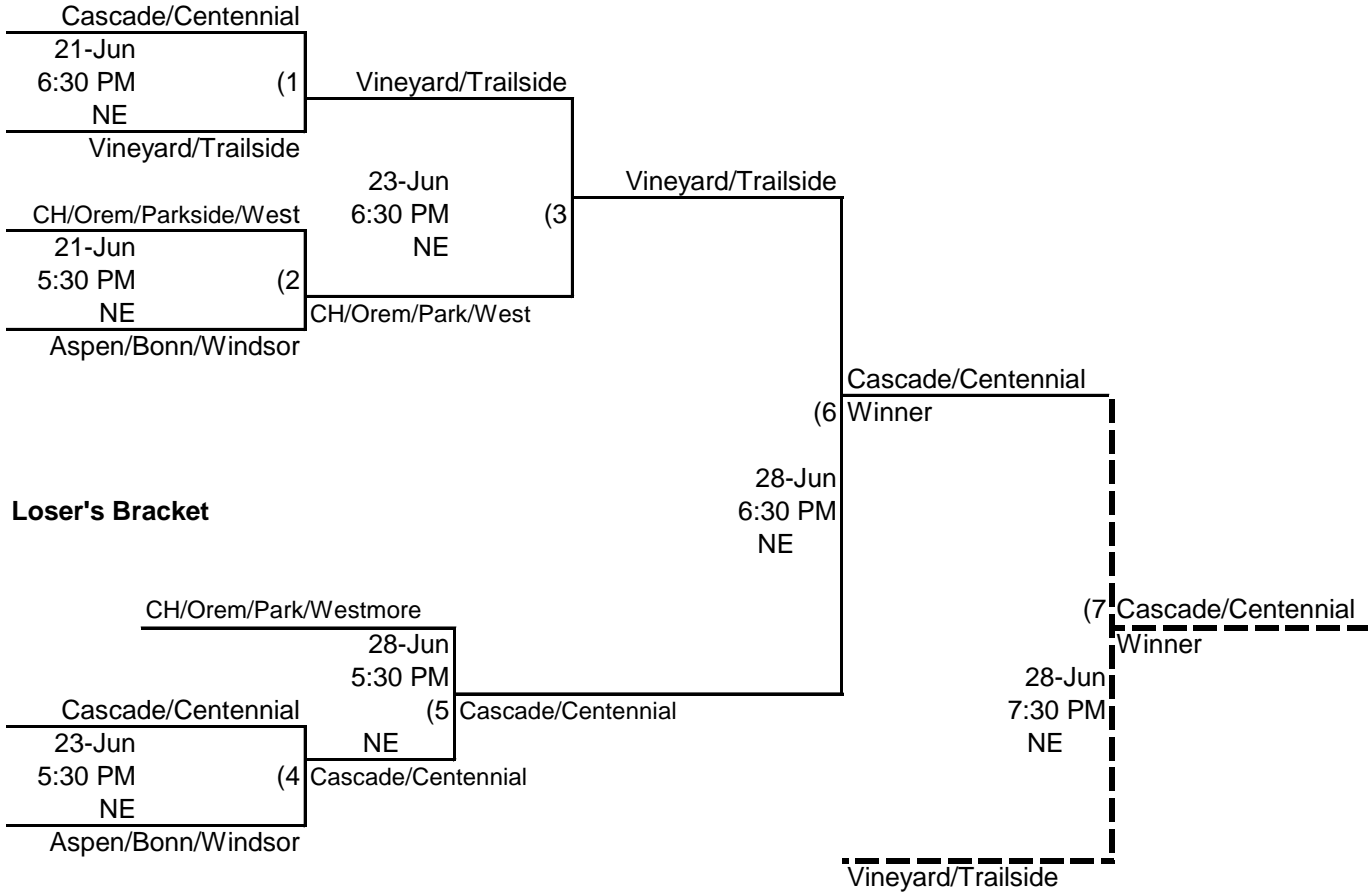 Cascade/Centennial
21-Jun
6:30 PM (1
NE
Vineyard/Trailside
Vineyard/Trailside
CH/Orem/Parkside/West
21-Jun
5:30 PM (2
NE
Aspen/Bonn/Windsor
23-Jun
6:30 PM (3
NE
CH/Orem/Park/West
Vineyard/Trailside
Cascade/Centennial
(6 Winner
28-Jun
6:30 PM
NE
Loser's Bracket
CH/Orem/Park/Westmore
28-Jun
5:30 PM
(5 Cascade/Centennial
NE
Cascade/Centennial
23-Jun
5:30 PM (4 Cascade/Centennial
NE
Aspen/Bonn/Windsor
(7 Cascade/Centennial
Winner
28-Jun
7:30 PM
NE
Vineyard/Trailside